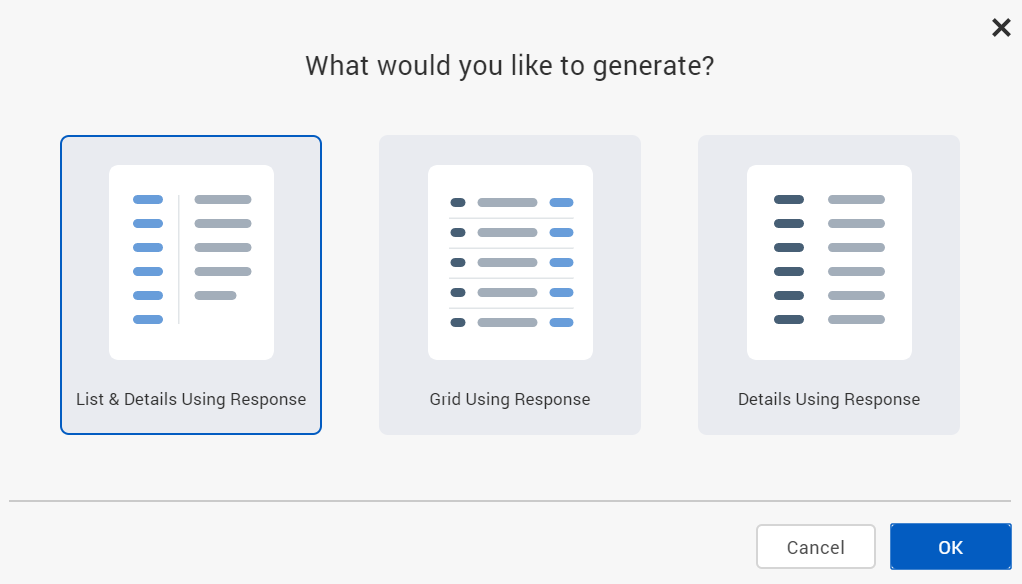 What would you like to generate?
List & Details Using Response
Grid Using Response
Details Using Response
Cancel
OK